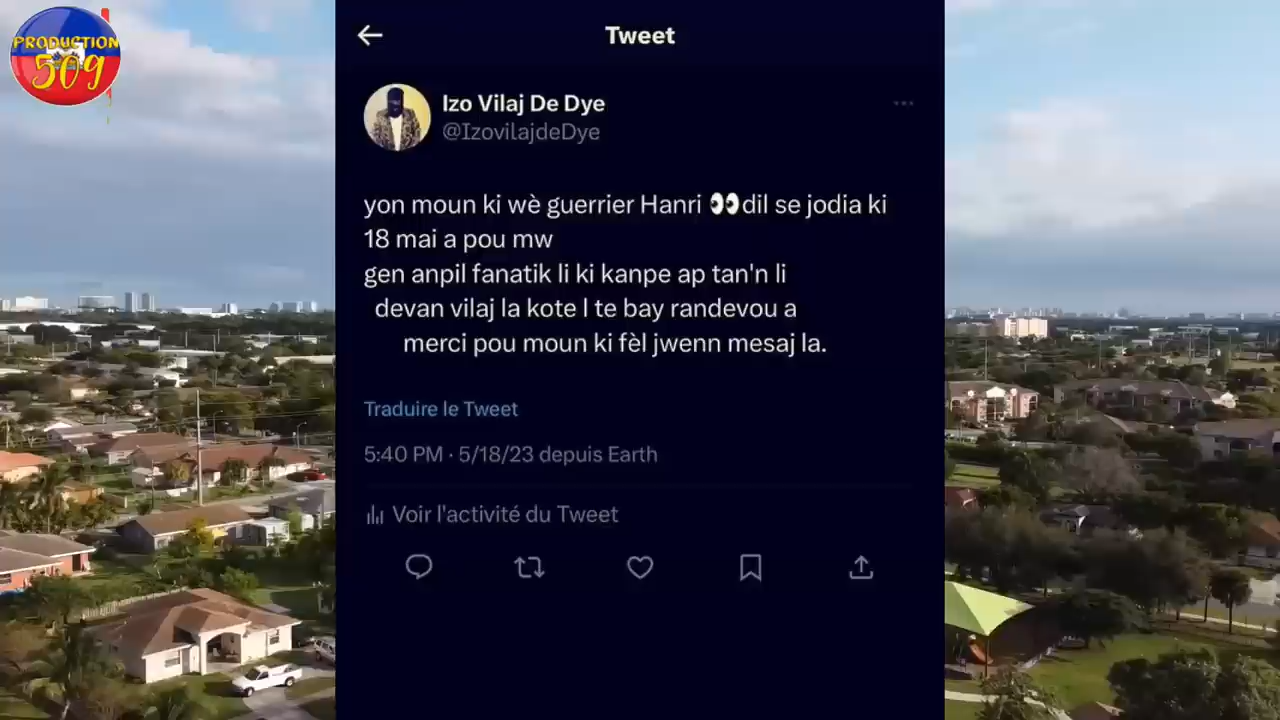 PRODUCTION
509
Tweet
Izo Vilaj De Dye
@IzovilajdeDye
yon moun ki wè guerrier Hanri 👀dil se jodia ki
18 mai a pou mw
gen anpil fanatik li ki kanpe ap tan'n li
devan vilaj la kote l te bay randevou a
merci pou moun ki fèl jwenn mesaj la.
Traduire le Tweet
5:40 PM · 5/18/23 depuis Earth
Voir l'activité du Tweet